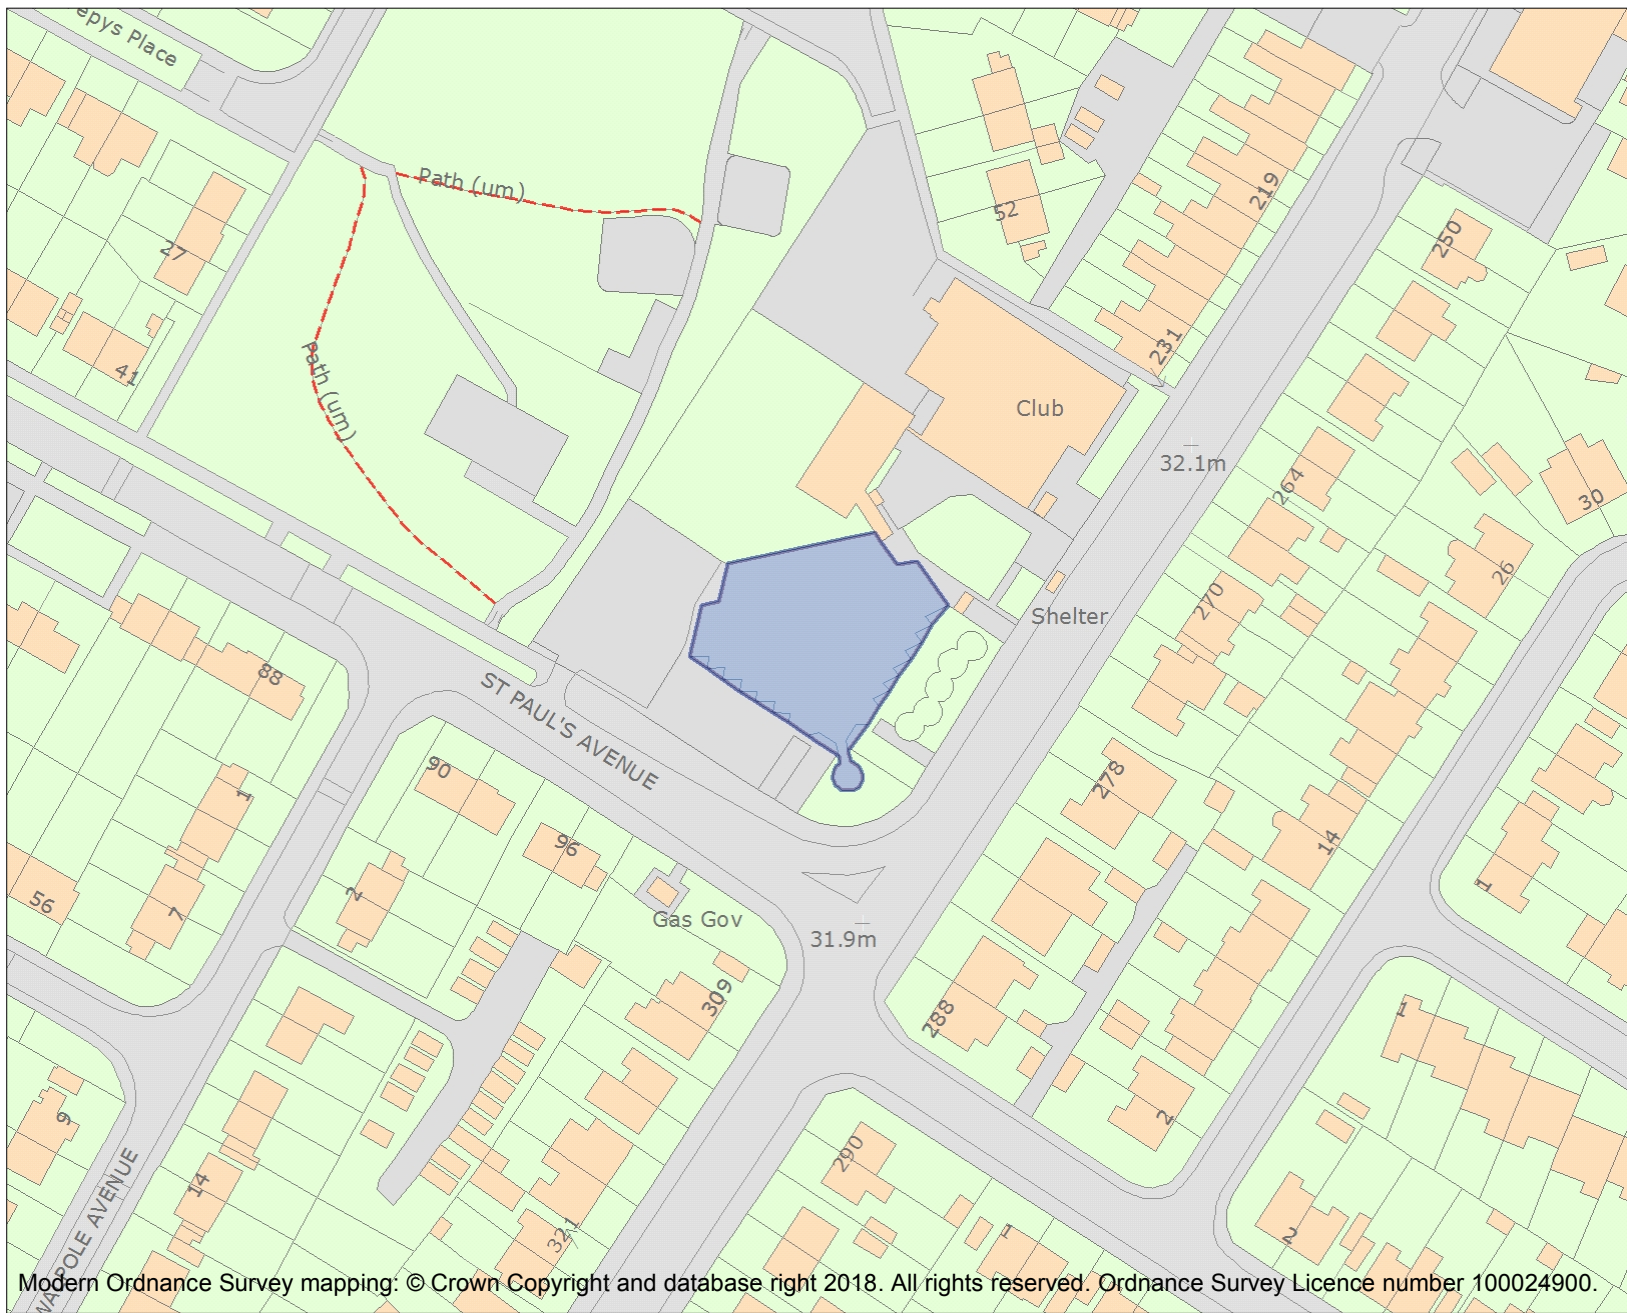 epys Place
Path (um)
52
219
250
27
41
Path (um)
231
Club
32.1m
264
30
26
270
Shelter
88
ST PAUL'S AVENUE
90
1
278
96
2
14
1
56
7
Gas Gov
31.9m
309
288
1
9
2
290
14
321
1
2
WALPOLE AVENUE
Modern Ordnance Survey mapping: © Crown Copyright and database right 2018. All rights reserved. Ordnance Survey Licence number 100024900.